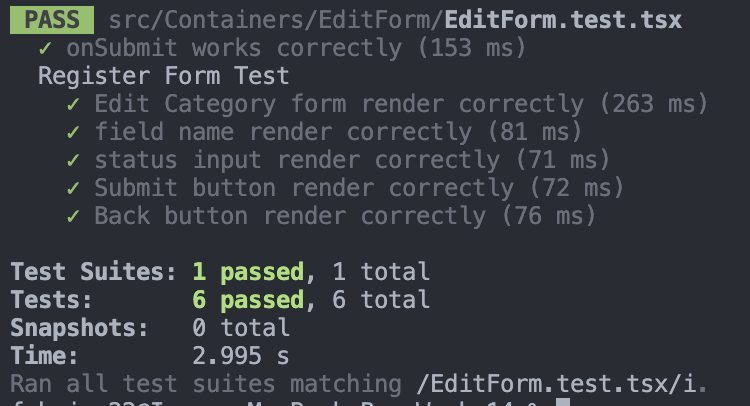 PASS src/Containers/EditForm/EditForm.test.tsx
✓ onSubmit works correctly (153 ms)
Register Form Test
✓ Edit Category form render correctly (263 ms)
✓ field name render correctly (81 ms)
✓ status input render correctly (71 ms)
✓ Submit button render correctly (72 ms)
✓ Back button render correctly (76 ms)
Test Suites: 1 passed, 1 total
Tests: 6 passed, 6 total
Snapshots: 0 total
Time: 2.995 s
Ran all test suites matching /EditForm.test.tsx/i.